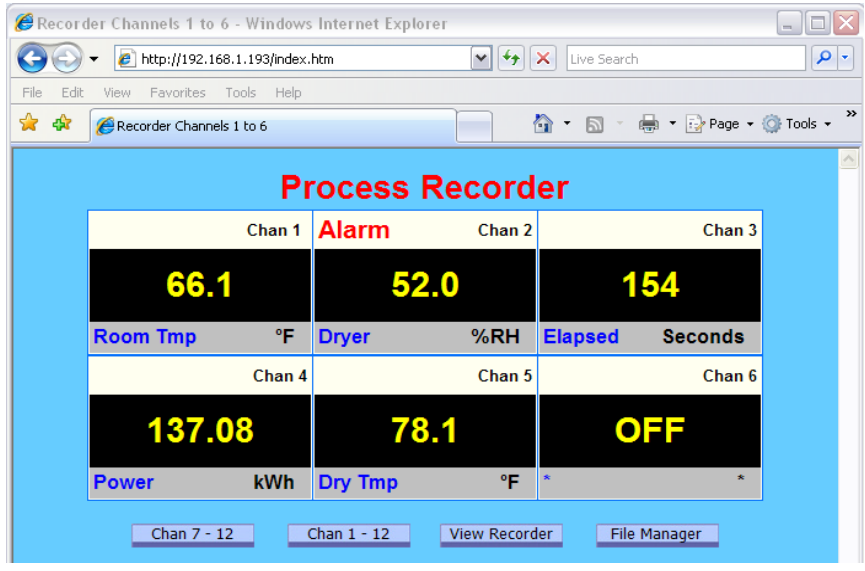 Recorder Channels 1 to 6 - Windows Internet Explorer
http://192.168.1.193/index.htm Live Search
File Edit View Favorites Tools Help
Recorder Channels 1 to 6 Page Tools »
Process Recorder
Chan 1 Alarm Chan 2 Chan 3
66.1 52.0 154
Room Tmp °F Dryer %RH Elapsed Seconds
Chan 4 Chan 5 Chan 6
137.08 78.1 OFF
Power kWh Dry Tmp °F * *
Chan 7 - 12 Chan 1 - 12 View Recorder File Manager